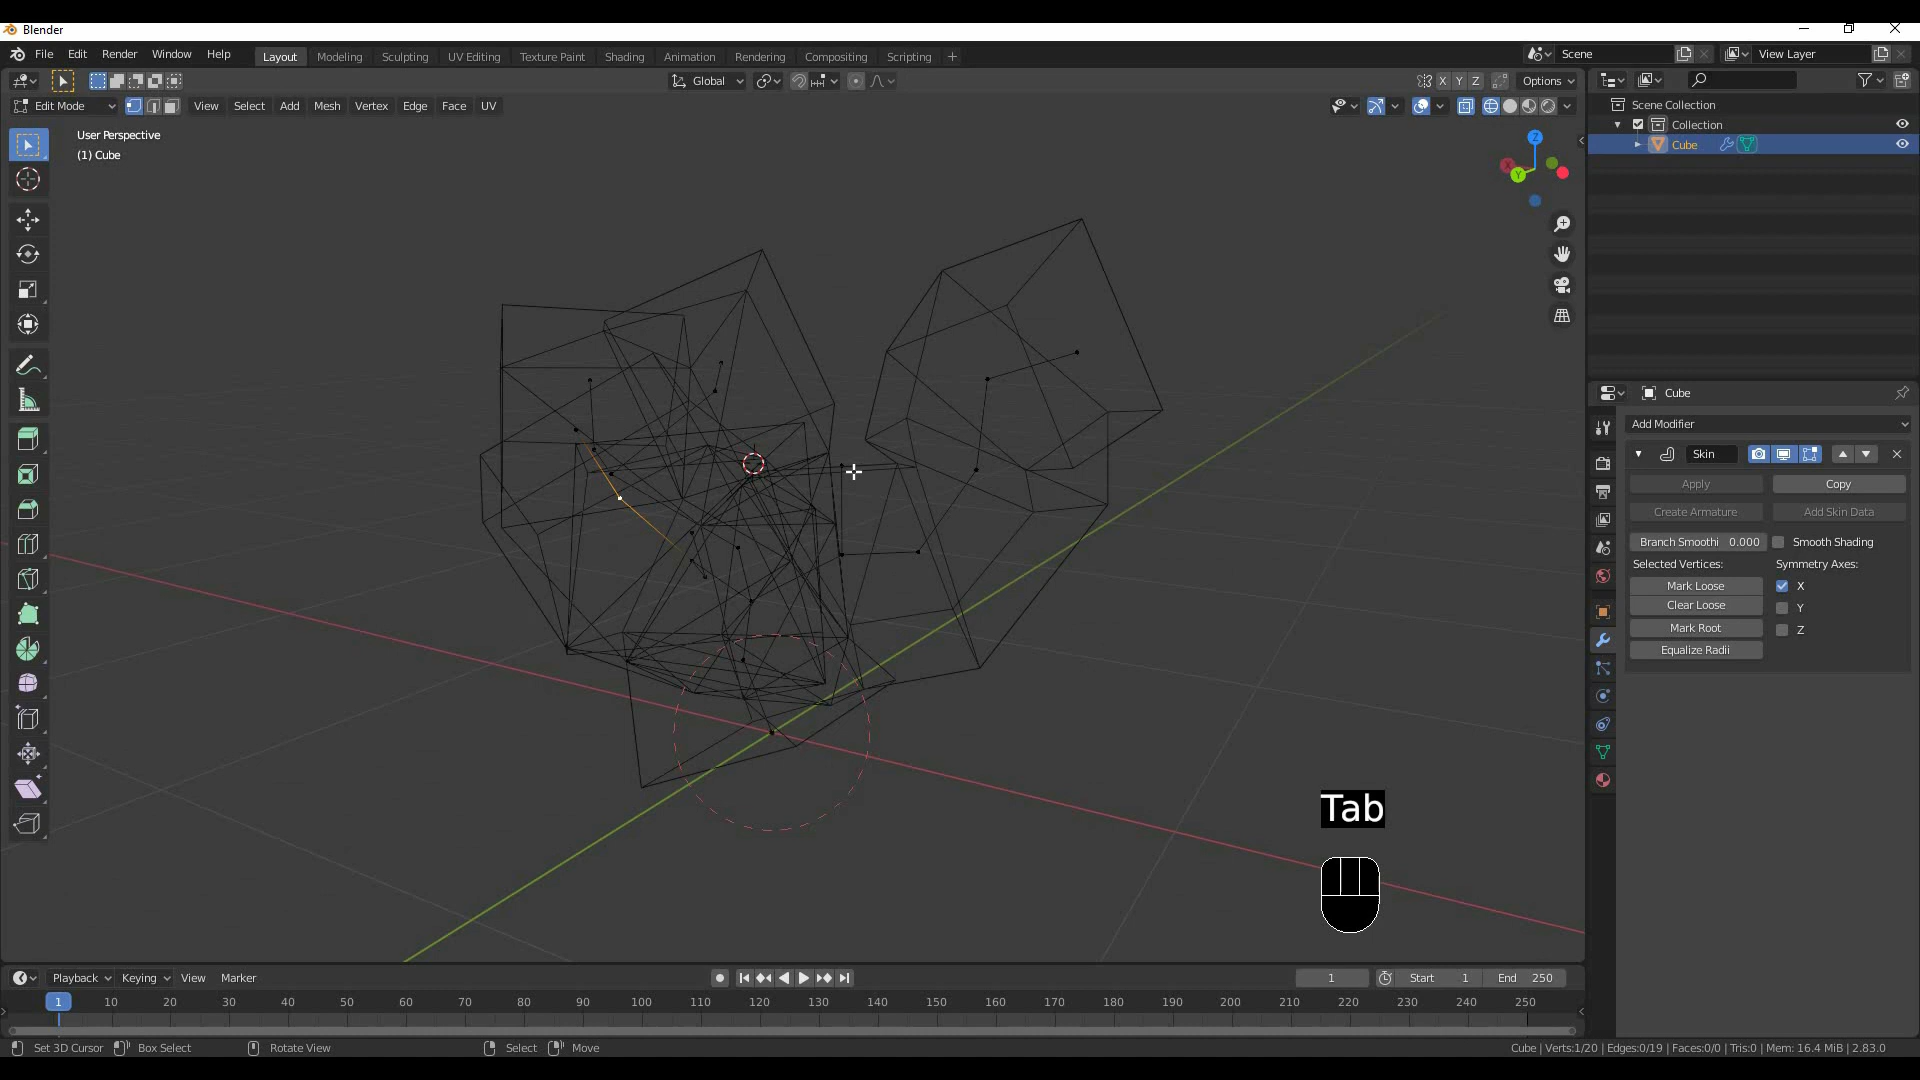 Blender
File Edit Render Window Help
Layout Modeling Sculpting UV Editing Texture Paint Shading Animation Rendering Compositing Scripting +
Scene
View Layer
Global
X Y Z
Options
Edit Mode
View Select Add Mesh Vertex Edge Face UV
User Perspective
(1) Cube
Z
X
Y
Scene Collection
Collection
Cube
Cube
Add Modifier
Skin
Apply Copy
Create Armature Add Skin Data
Branch Smoothi 0.000 Smooth Shading
Selected Vertices: Symmetry Axes:
Mark Loose X
Clear Loose Y
Mark Root Z
Equalize Radii
Tab
Playback Keying View Marker
1 Start 1 End 250
1 10 20 30 40 50 60 70 80 90 100 110 120 130 140 150 160 170 180 190 200 210 220 230 240 250
Set 3D Cursor Box Select Rotate View Select Move
Cube | Verts:1/20 | Edges:0/19 | Faces:0/0 | Tris:0 | Mem: 16.4 MiB | 2.83.0